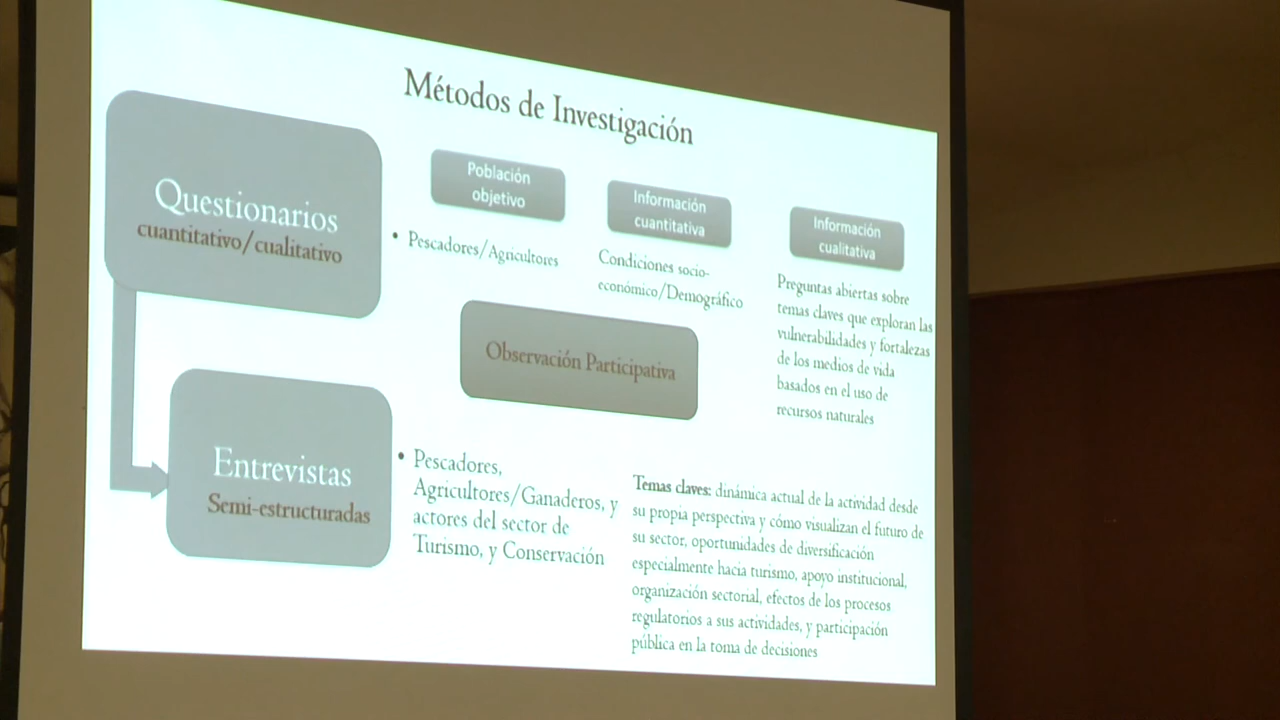 Métodos de Investigación
Questionarios
cuantitativo/cualitativo
Población
objetivo
• Pescadores/Agricultores
Información
cuantitativa
Condiciones socio-
económico/Demográfico
Información
cualitativa
Preguntas abiertas sobre
temas claves que exploran las
vulnerabilidades y fortalezas
de los medios de vida
basados en el uso de
recursos naturales
Observación Participativa
Entrevistas
Semi-estructuradas
• Pescadores,
Agricultores/Ganaderos, y
actores del sector de
Turismo, y Conservación
Temas claves: dinámica actual de la actividad desde
su propia perspectiva y cómo visualizan el futuro de
su sector, oportunidades de diversificación
especialmente hacia turismo, apoyo institucional,
organización sectorial, efectos de los procesos
regulatorios a sus actividades, y participación
pública en la toma de decisiones